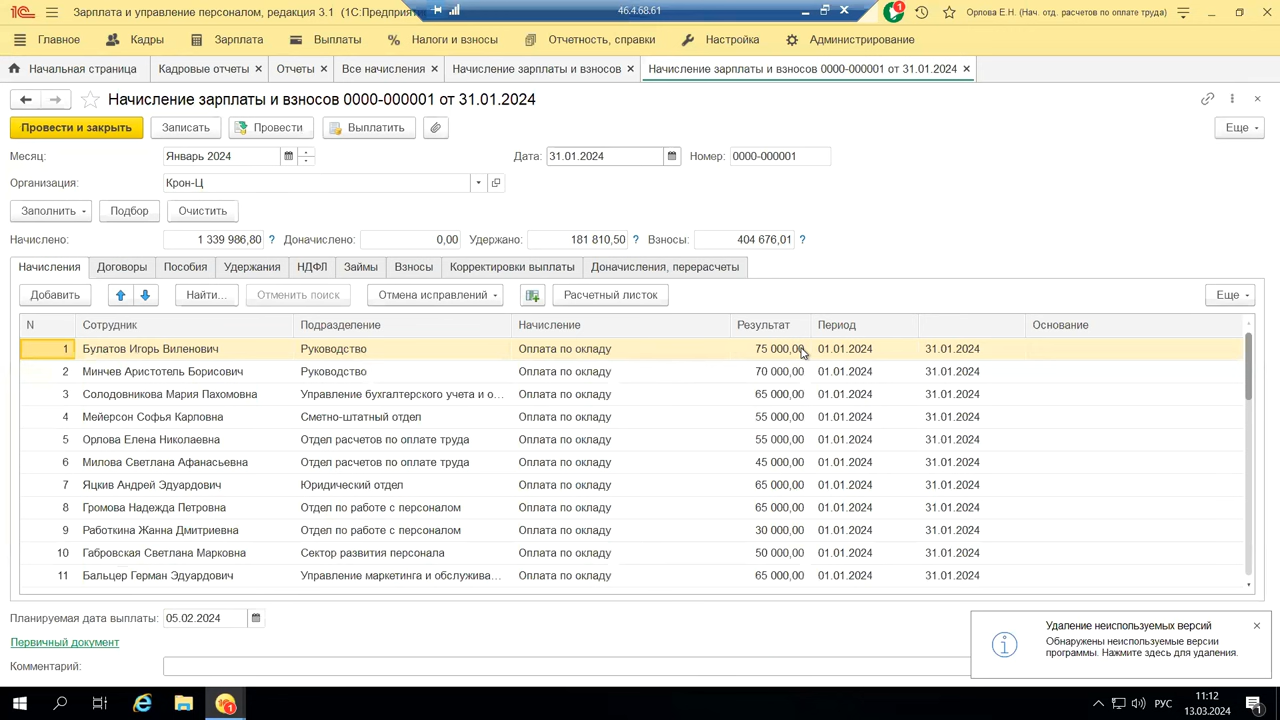 Зарплата и управление персоналом, редакция 3.1 (1С:Предприятие
46.4.68.61
1
Орлова Е.Н. (Нач. отд. расчетов по оплате труда)
Главное Кадры Зарплата Выплаты Налоги и взносы Отчетность, справки Настройка Администрирование
Начальная страница Кадровые отчеты Отчеты Все начисления Начисление зарплаты и взносов Начисление зарплаты и взносов 0000-000001 от 31.01.2024
Начисление зарплаты и взносов 0000-000001 от 31.01.2024
Провести и закрыть Записать Провести Выплатить Еще
Месяц: Январь 2024 Дата: 31.01.2024 Номер: 0000-000001
Организация: Крон-Ц
Заполнить Подбор Очистить
Начислено: 1 339 986,80 ? Доначислено: 0,00 Удержано: 181 810,50 ? Взносы: 404 676,01 ?
Начисления Договоры Пособия Удержания НДФЛ Займы Взносы Корректировки выплаты Доначисления, перерасчеты
Добавить Найти... Отменить поиск Отмена исправлений Расчетный листок Еще
N Сотрудник Подразделение Начисление Результат Период Основание
1 Булатов Игорь Виленович Руководство Оплата по окладу 75 000,00 01.01.2024 31.01.2024
2 Минчев Аристотель Борисович Руководство Оплата по окладу 70 000,00 01.01.2024 31.01.2024
3 Солодовникова Мария Пахомовна Управление бухгалтерского учета и о... Оплата по окладу 65 000,00 01.01.2024 31.01.2024
4 Мейерсон Софья Карловна Сметно-штатный отдел Оплата по окладу 55 000,00 01.01.2024 31.01.2024
5 Орлова Елена Николаевна Отдел расчетов по оплате труда Оплата по окладу 55 000,00 01.01.2024 31.01.2024
6 Милова Светлана Афанасьевна Отдел расчетов по оплате труда Оплата по окладу 45 000,00 01.01.2024 31.01.2024
7 Яцкив Андрей Эдуардович Юридический отдел Оплата по окладу 65 000,00 01.01.2024 31.01.2024
8 Громова Надежда Петровна Отдел по работе с персоналом Оплата по окладу 65 000,00 01.01.2024 31.01.2024
9 Работкина Жанна Дмитриевна Отдел по работе с персоналом Оплата по окладу 30 000,00 01.01.2024 31.01.2024
10 Габровская Светлана Марковна Сектор развития персонала Оплата по окладу 50 000,00 01.01.2024 31.01.2024
11 Бальцер Герман Эдуардович Управление маркетинга и обслужива... Оплата по окладу 65 000,00 01.01.2024 31.01.2024
Планируемая дата выплаты: 05.02.2024
Первичный документ
Комментарий:
Удаление неиспользуемых версий
Обнаружены неиспользуемые версии
программы. Нажмите здесь для удаления.
РУС
11:12
13.03.2024
1
1